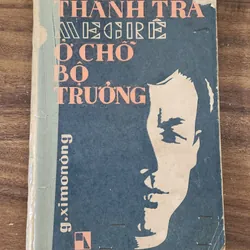 THANH TRA
MEGRÊ
Ở CHỖ
BỘ
TRƯỞNG
g.ximonông